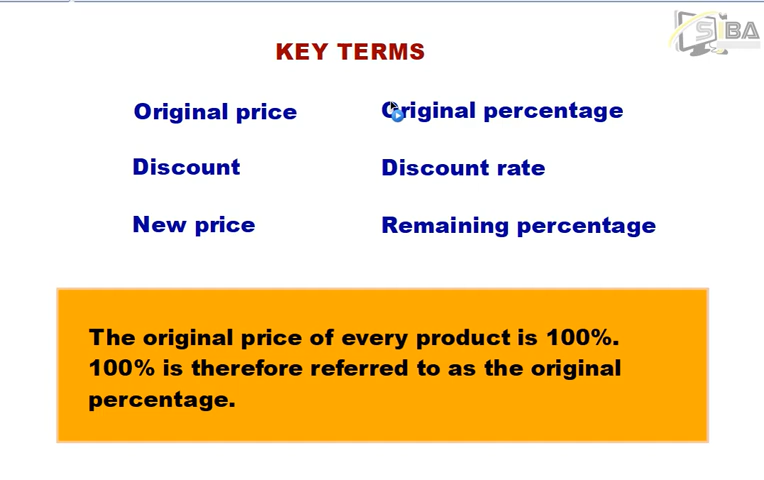 SiBA
KEY TERMS
Original price
Original percentage
Discount
Discount rate
New price
Remaining percentage
The original price of every product is 100%.
100% is therefore referred to as the original
percentage.